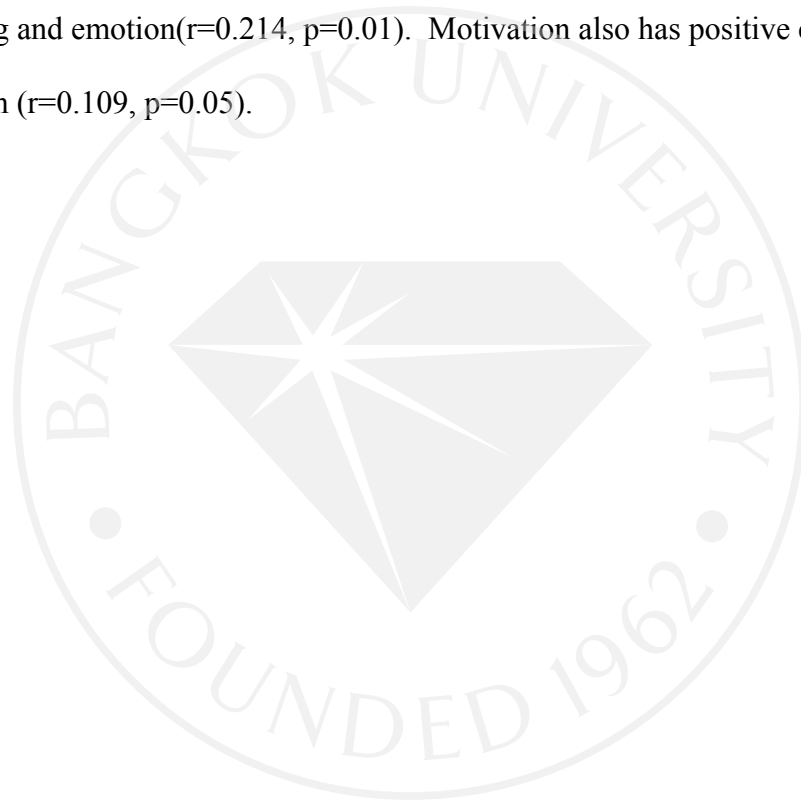 g and emotion(r=0.214, p=0.01). Motivation also has positive
n (r=0.109, p=0.05).
BANGKOK UNIVERSITY
FOUNDED 1962